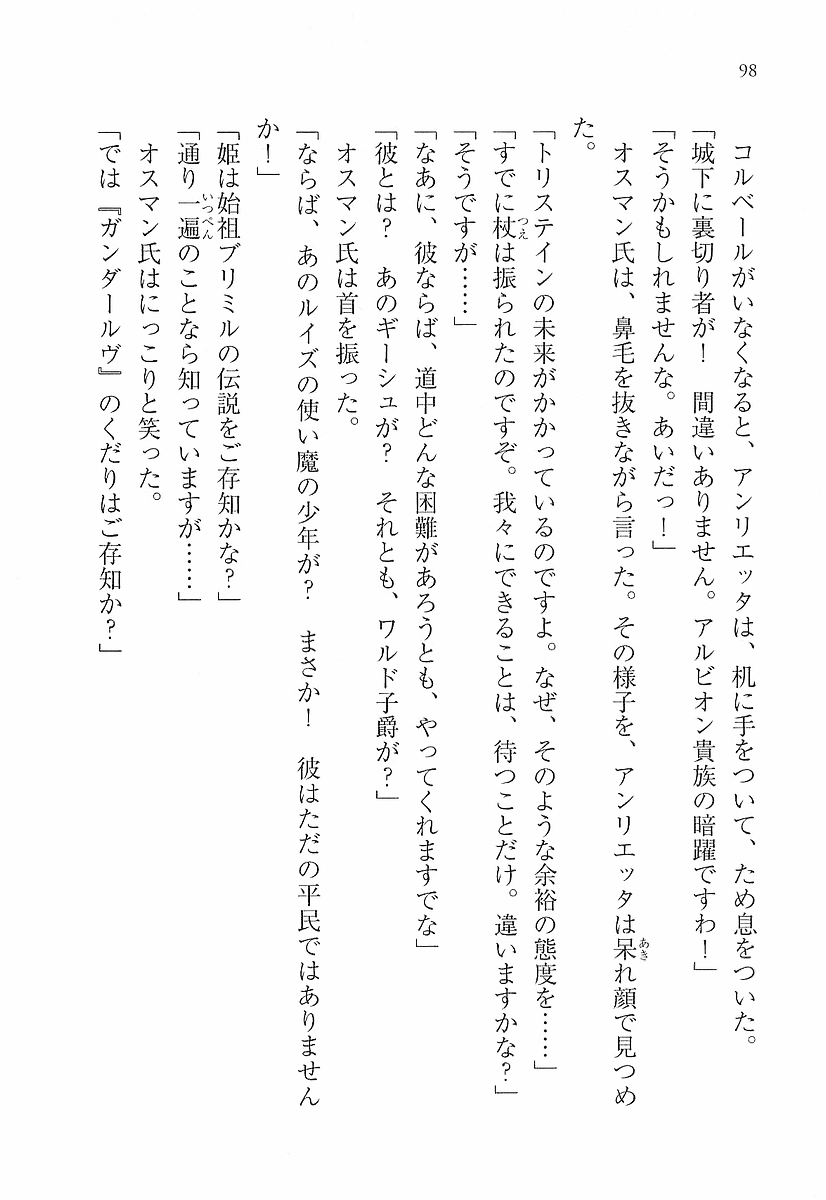 98
コルベールがいなくなると、アンリエッタは、机に手をついて、ため息をついた。
「城下に裏切り者が！　間違いありません。アルビオン貴族の暗躍ですわ！」
「そうかもしれませんな。あいだっ！」
オスマン氏は、鼻毛を抜きながら言った。その様子を、アンリエッタは呆れ顔で見つめ
た。
「トリステインの未来がかかっているのですよ。なぜ、そのような余裕の態度を……」
「すでに杖は振られたのですぞ。我々にできることは、待つことだけ。違いますかな？」
「そうですが……」
「なあに、彼ならば、道中どんな困難があろうとも、やってくれますでな」
「彼とは？　あのギーシュが？　それとも、ワルド子爵が？」
オスマン氏は首を振った。
「ならば、あのルイズの使い魔の少年が？　まさか！　彼はただの平民ではありません
か！」
「姫は始祖ブリミルの伝説をご存知かな？」
「通り一遍のことなら知っていますが……」
オスマン氏はにっこりと笑った。
「では『ガンダールヴ』のくだりはご存知か？」